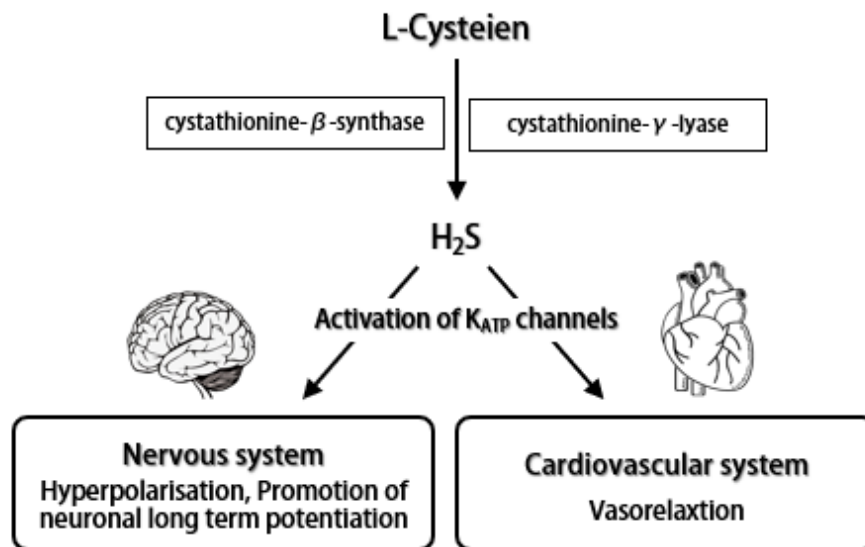 L-Cysteien
cystathionine-β-synthase
cystathionine-γ-lyase
H₂S
Activation of K_ATP channels
Nervous system
Hyperpolarisation, Promotion of
neuronal long term potentiation
Cardiovascular system
Vasorelaxtion